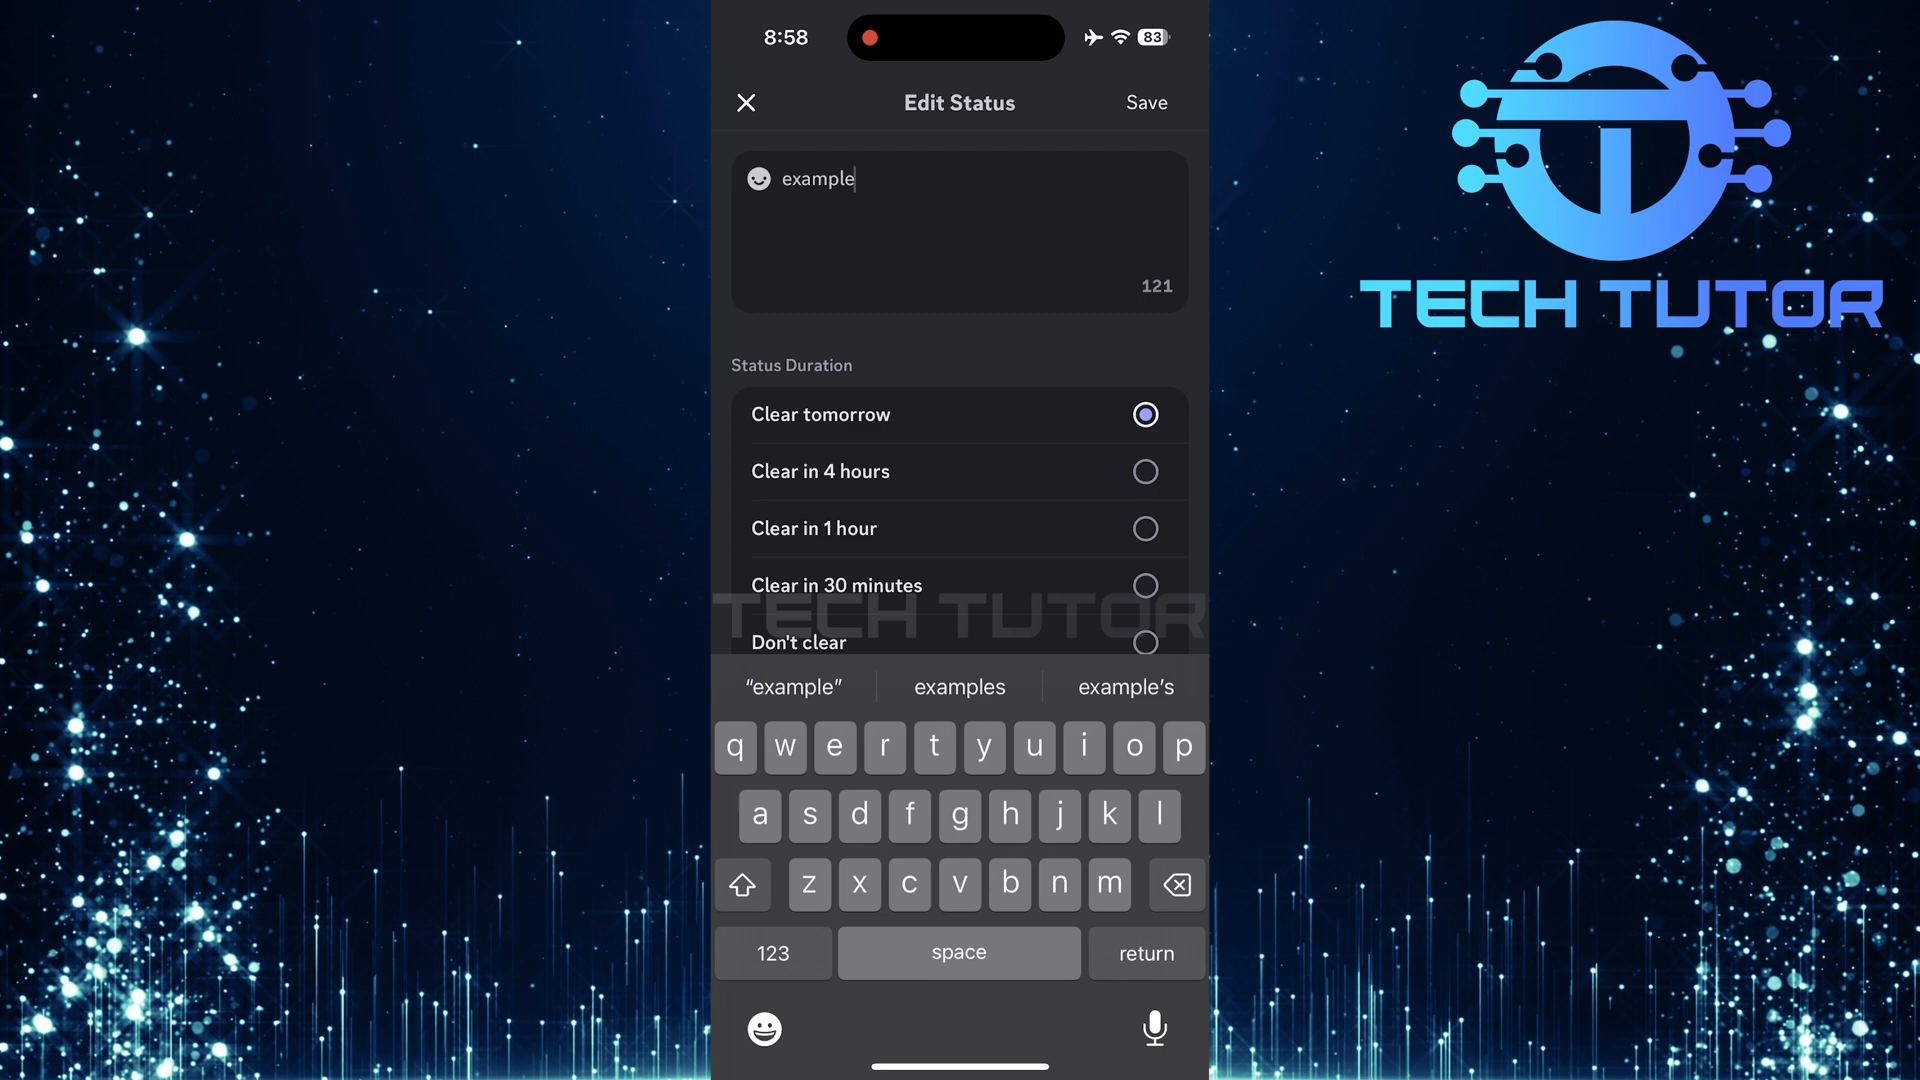 8:58
83
Edit Status
Save
example
121
Status Duration
Clear tomorrow
Clear in 4 hours
Clear in 1 hour
Clear in 30 minutes
Don't clear
TECH TUTOR
“example”
examples
example’s
q w e r t y u i o p
a s d f g h j k l
z x c v b n m
123
space
return
TECH TUTOR